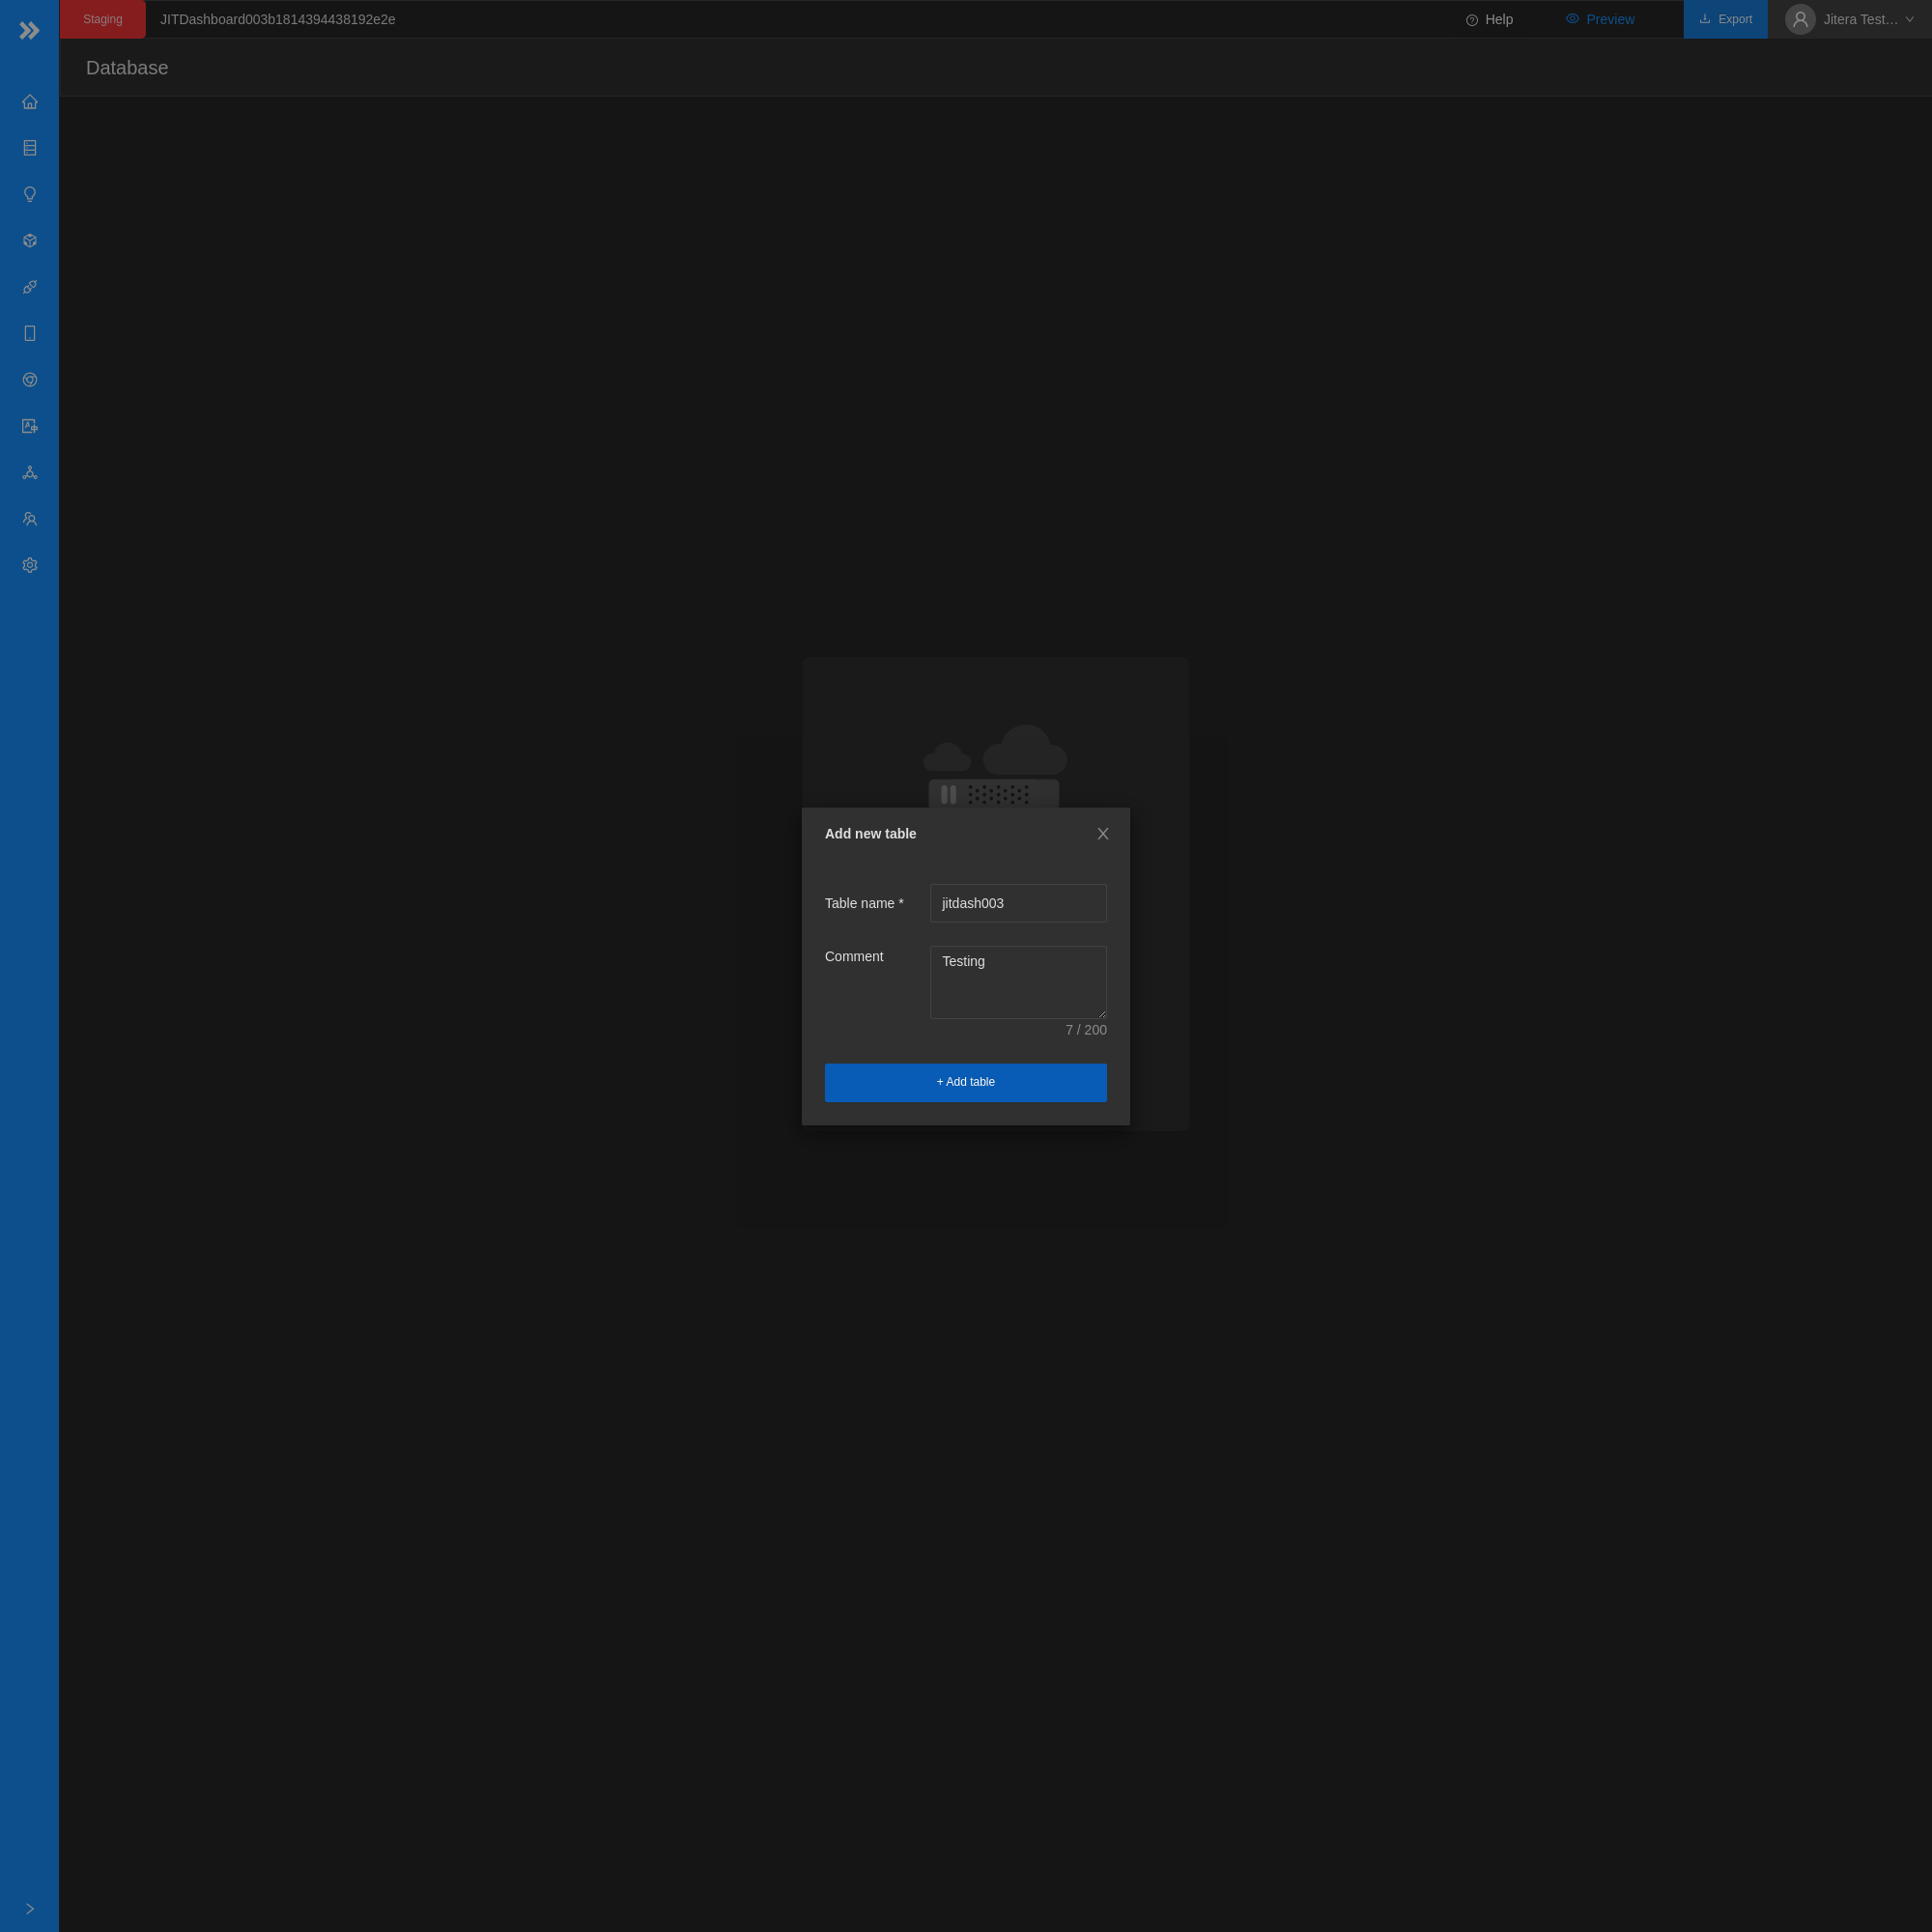 Staging
JITDashboard003b1814394438192e2e
Help
Preview
Export
Jitera Test…
Database
Add new table
Table name *
jitdash003
Comment
Testing
7 / 200
+ Add table